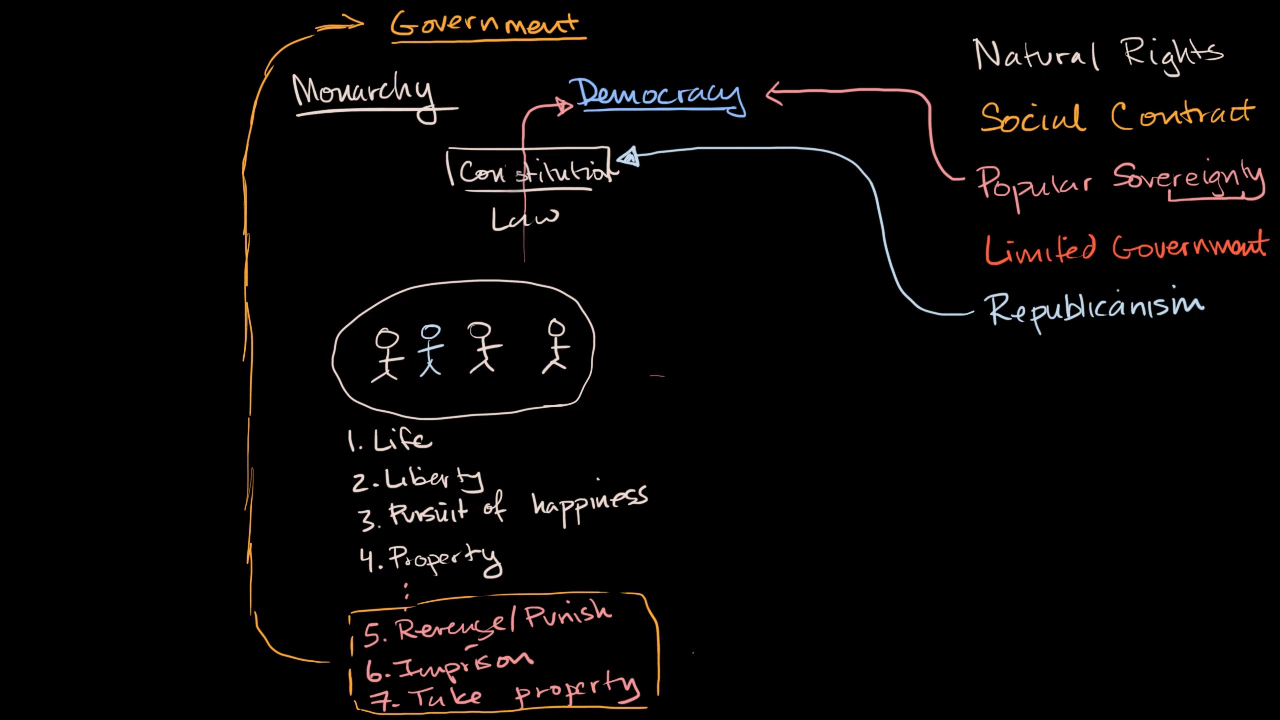 Government
Monarchy
Democracy
Constitution
Law
1. Life
2. Liberty
3. Pursuit of happiness
4. Property
5. Revenge/Punish
6. Imprison
7. Take property
Natural Rights
Social Contract
Popular Sovereignty
Limited Government
Republicanism